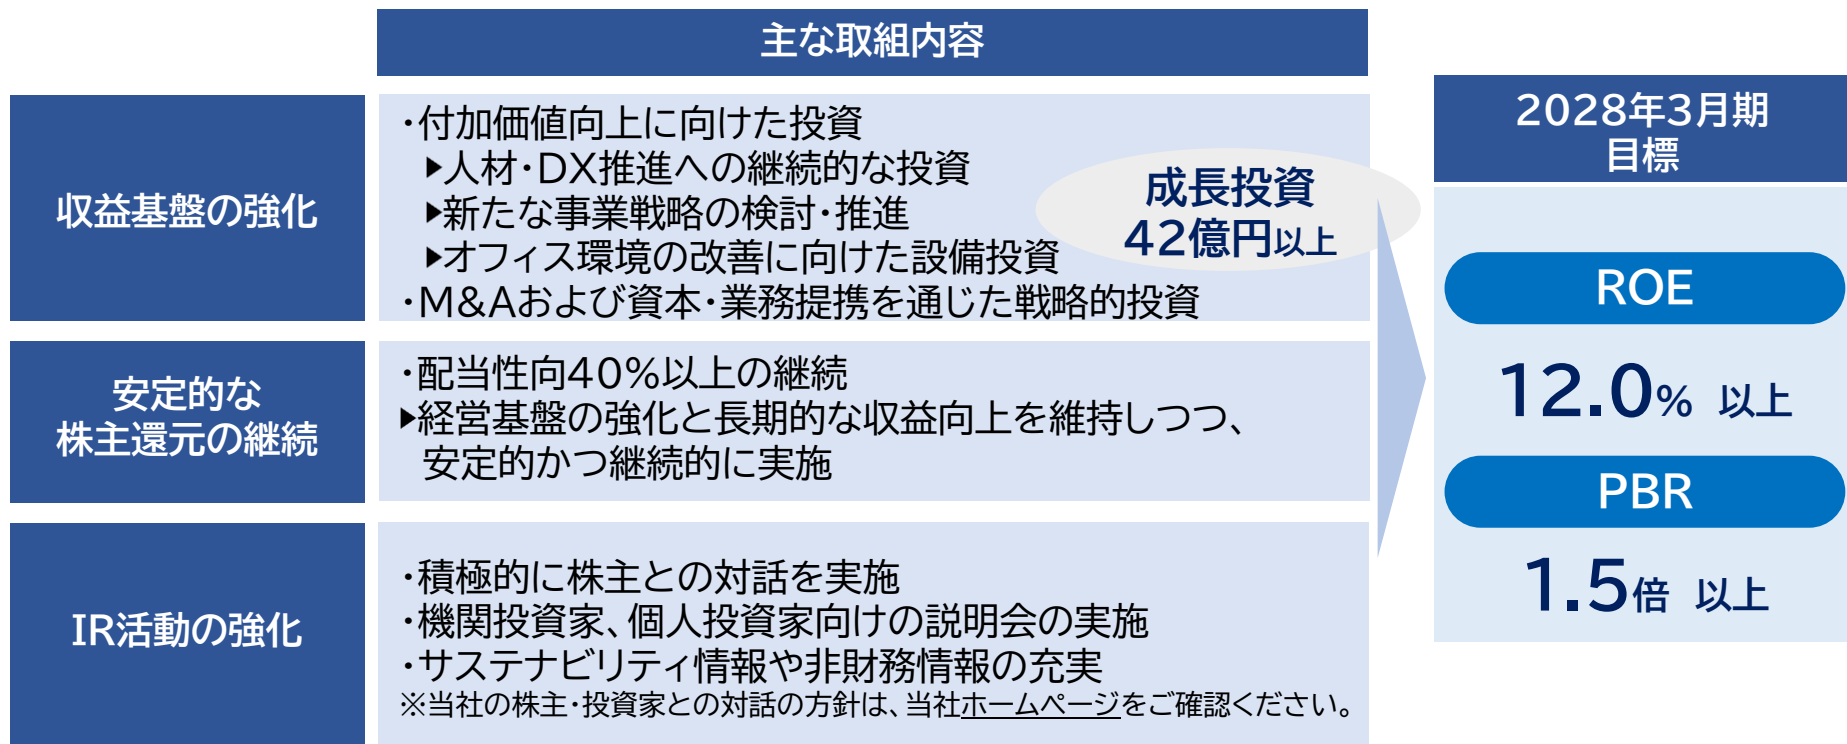 主な取組内容
収益基盤の強化
・付加価値向上に向けた投資
▶人材・DX推進への継続的な投資
▶新たな事業戦略の検討・推進
▶オフィス環境の改善に向けた設備投資
・M&Aおよび資本・業務提携を通じた戦略的投資
成長投資
42億円以上
安定的な
株主還元の継続
・配当性向40%以上の継続
▶経営基盤の強化と長期的な収益向上を維持しつつ、
安定的かつ継続的に実施
IR活動の強化
・積極的に株主との対話を実施
・機関投資家、個人投資家向けの説明会の実施
・サステナビリティ情報や非財務情報の充実
※当社の株主・投資家との対話の方針は、当社ホームページをご確認ください。
2028年3月期
目標
ROE
12.0% 以上
PBR
1.5倍 以上